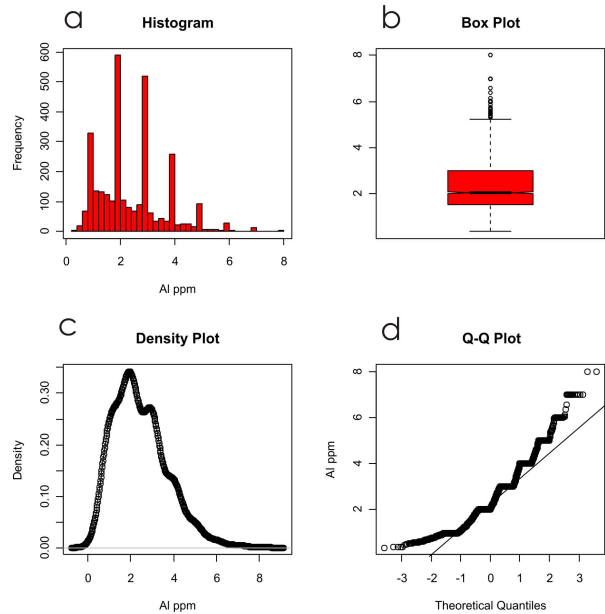 a
Histogram
Frequency
0 100 200 300 400 500 600
0 2 4 6 8
Al ppm
b
Box Plot
2 4 6 8
c
Density Plot
Density
0.00 0.10 0.20 0.30
0 2 4 6 8
Al ppm
d
Q-Q Plot
Al ppm
2 4 6 8
-3 -2 -1 0 1 2 3
Theoretical Quantiles